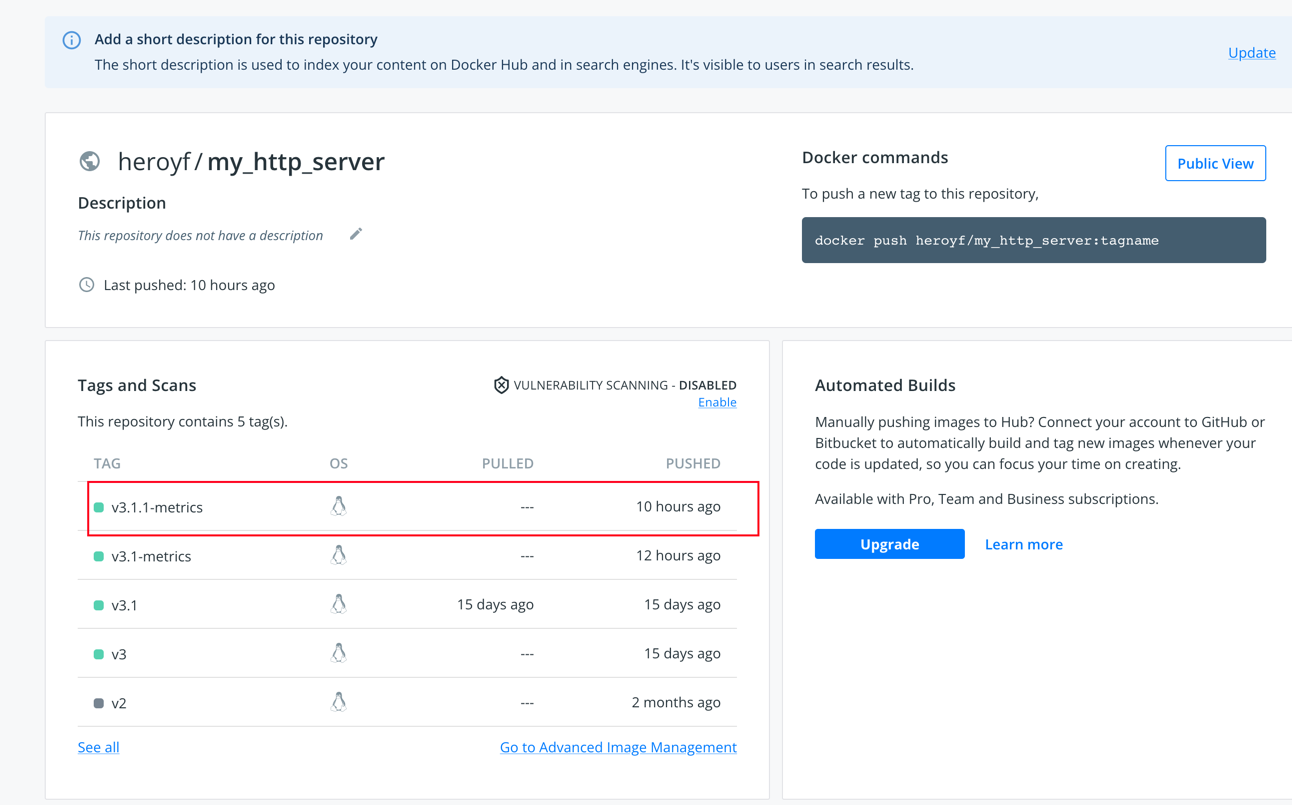 Add a short description for this repository
The short description is used to index your content on Docker Hub and in search engines. It's visible to users in search results.
Update
heroyf / my_http_server
Description
This repository does not have a description
Last pushed: 10 hours ago
Docker commands
Public View
To push a new tag to this repository,
docker push heroyf/my_http_server:tagname
Tags and Scans
VULNERABILITY SCANNING - DISABLED
Enable
This repository contains 5 tag(s).
TAG OS PULLED PUSHED
v3.1.1-metrics --- 10 hours ago
v3.1-metrics --- 12 hours ago
v3.1 15 days ago 15 days ago
v3 --- 15 days ago
v2 --- 2 months ago
See all
Go to Advanced Image Management
Automated Builds
Manually pushing images to Hub? Connect your account to GitHub or
Bitbucket to automatically build and tag new images whenever your
code is updated, so you can focus your time on creating.
Available with Pro, Team and Business subscriptions.
Upgrade
Learn more